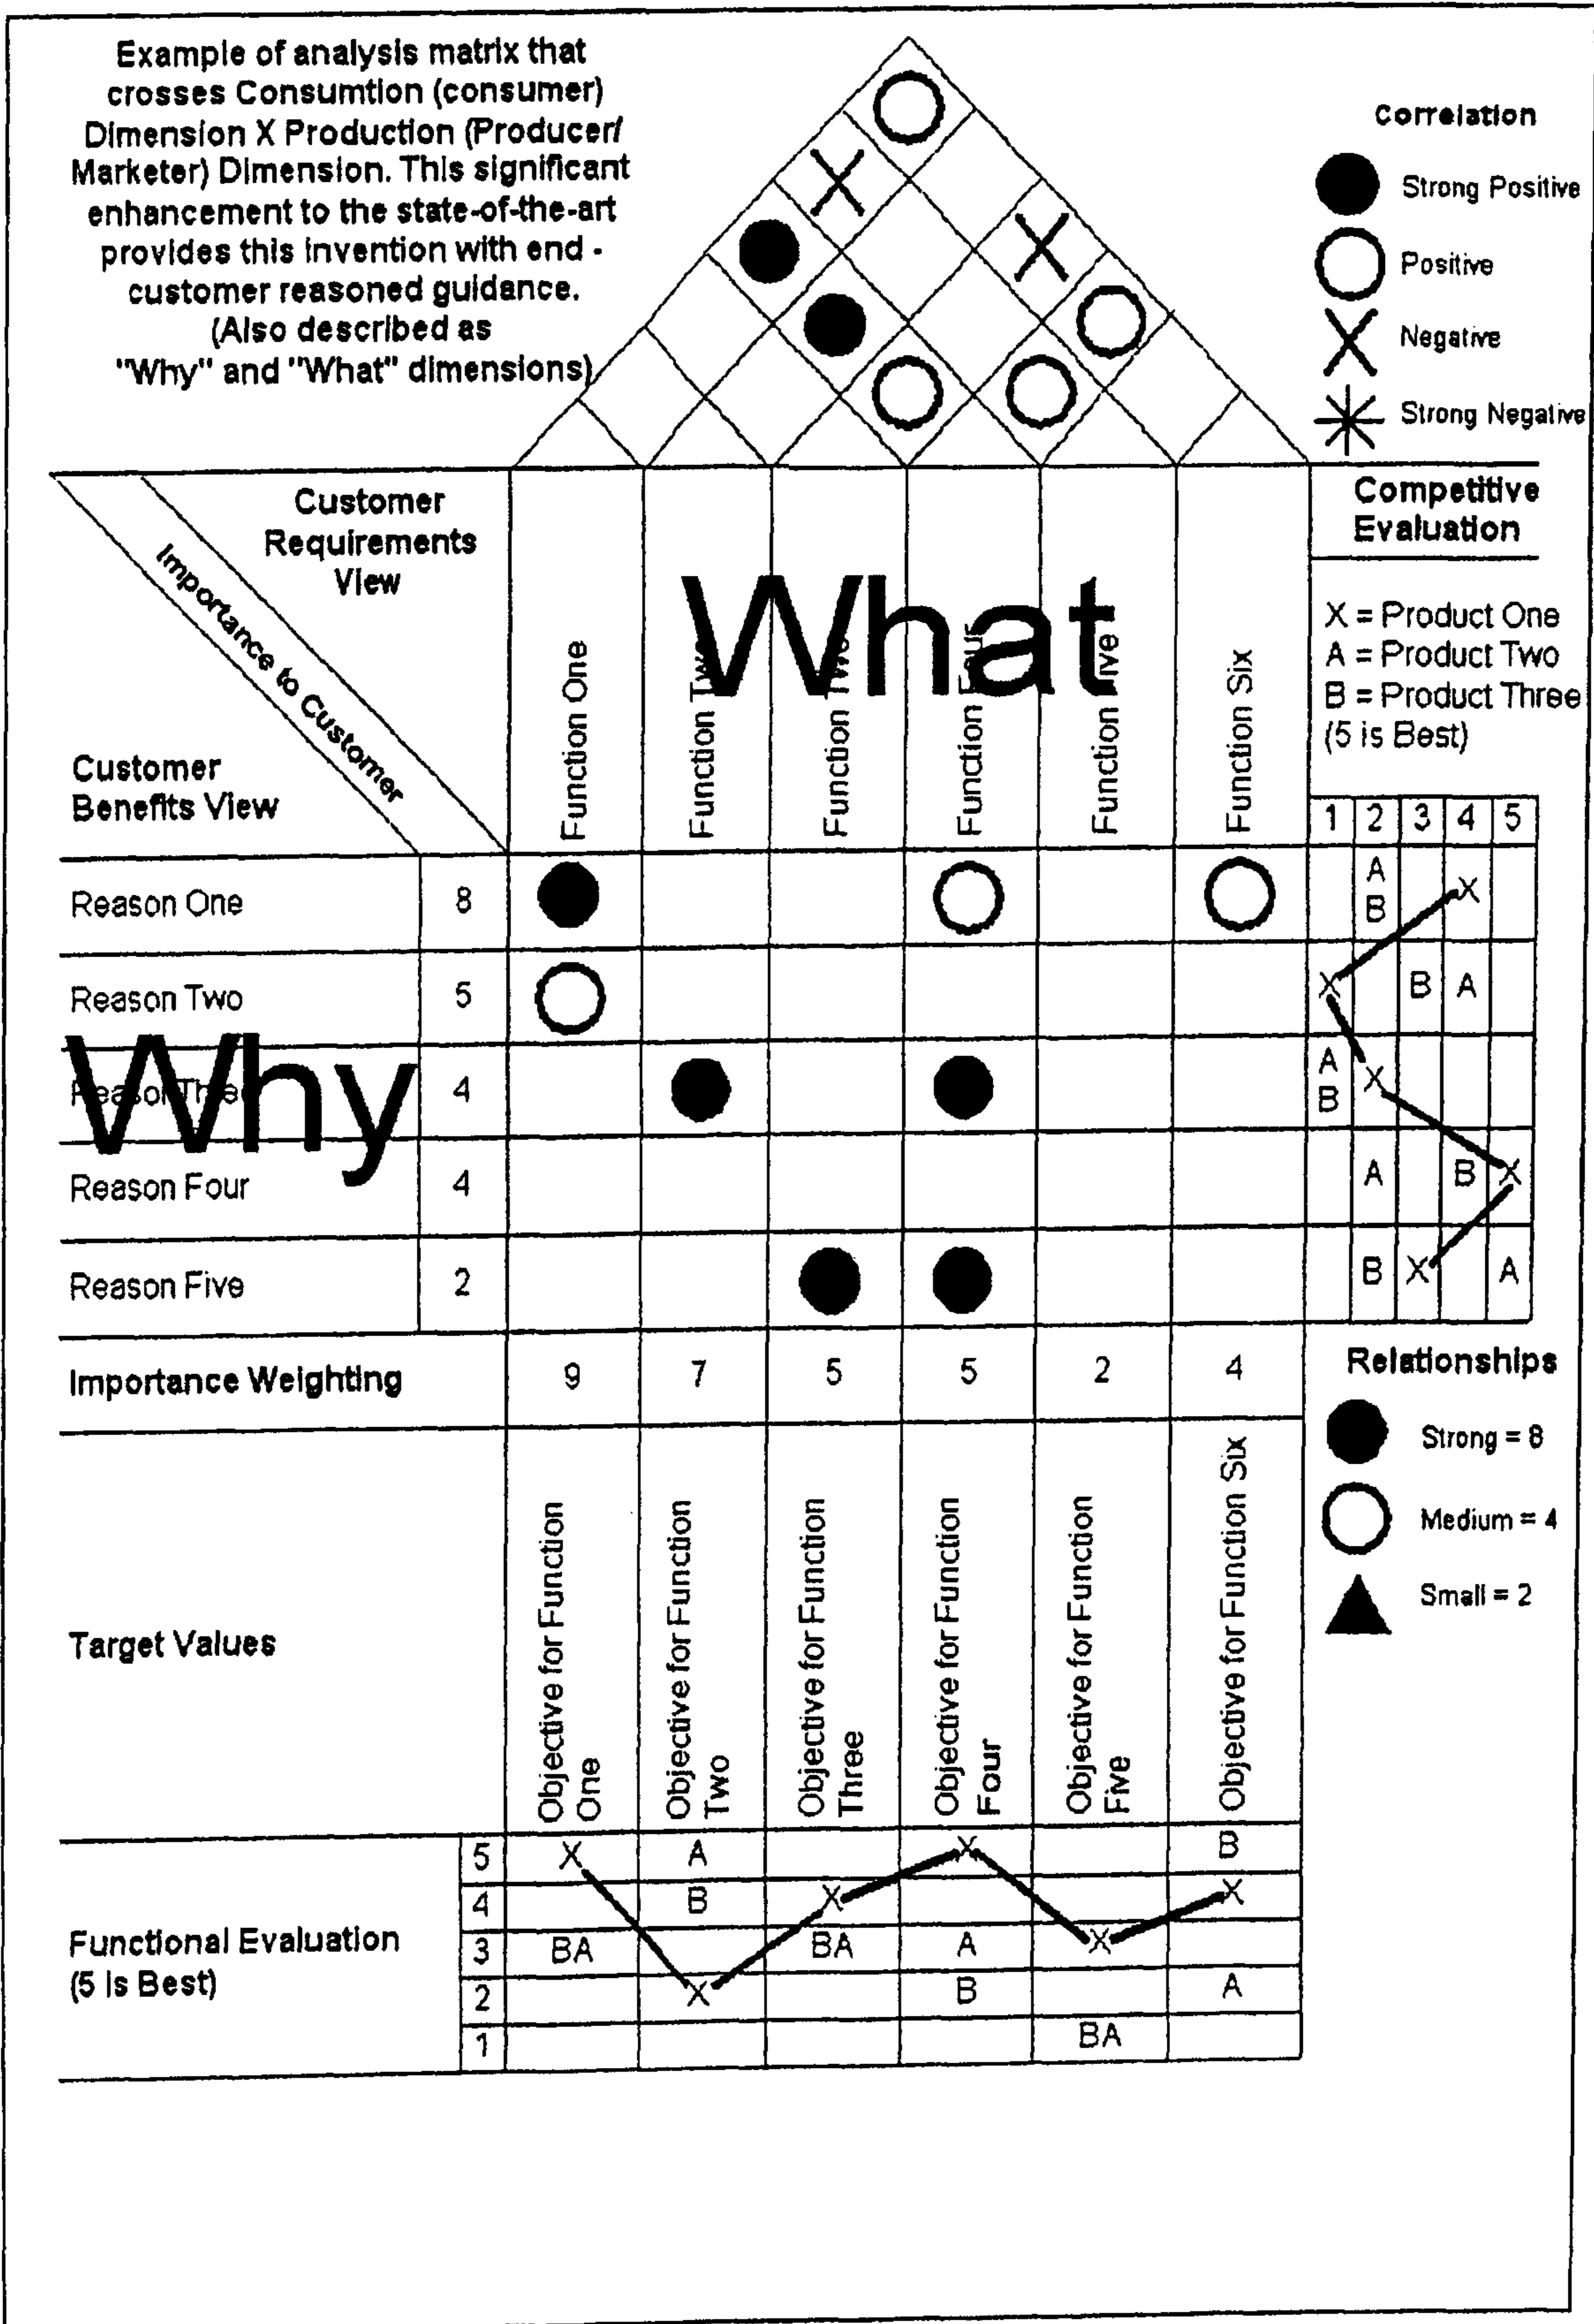 Example of analysis matrix that
crosses Consumtion (consumer)
Dimension X Production (Producer/
Marketer) Dimension. This significant
enhancement to the state-of-the-art
provides this invention with end -
customer reasoned guidance.
(Also described as
"Why" and "What" dimensions)
Correlation
Strong Positive
Positive
Negative
Strong Negative
Customer
Requirements
View
Importance to Customer
Customer
Benefits View
What
Function One
Function Two
Function Two
Function Four
Function Five
Function Six
Competitive
Evaluation
X = Product One
A = Product Two
B = Product Three
(5 is Best)
1 2 3 4 5
Reason One 8 A B X
Reason Two 5 X B A
Why
Reason Three 4 A B X
Reason Four 4 A B X
Reason Five 2 B X A
Importance Weighting 9 7 5 5 2 4
Relationships
Strong = 8
Medium = 4
Small = 2
Target Values
Objective for Function
One
Objective for Function
Two
Objective for Function
Three
Objective for Function
Four
Objective for Function
Five
Objective for Function Six
Functional Evaluation
(5 is Best)
5 X A X B
4 B X X
3 BA BA A X
2 X B A
1 BA